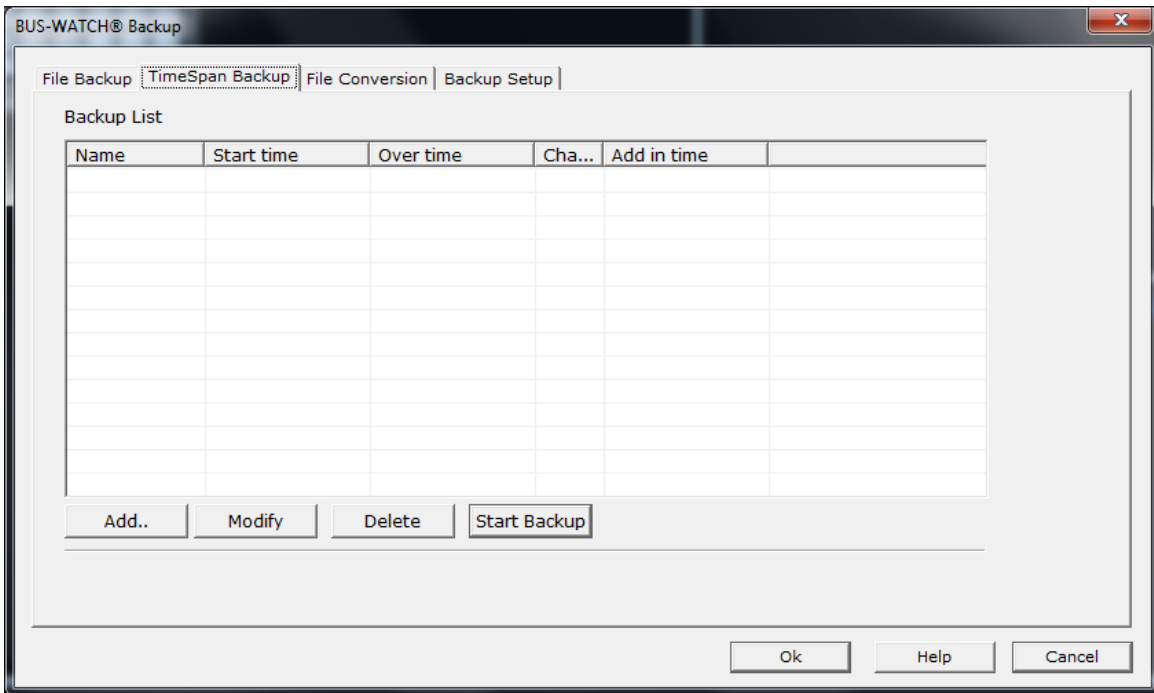 BUS-WATCH® Backup
File Backup TimeSpan Backup File Conversion Backup Setup
Backup List
Name Start time Over time Cha... Add in time
Add.. Modify Delete Start Backup
Ok Help Cancel